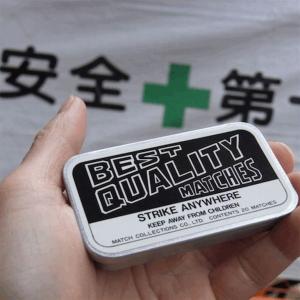 安全✚第一
BEST
QUALITY
MATCHES
STRIKE ANYWHERE
KEEP AWAY FROM CHILDREN
MATCH COLLECTIONS CO. LTD CONTENTS 20 MATCHES